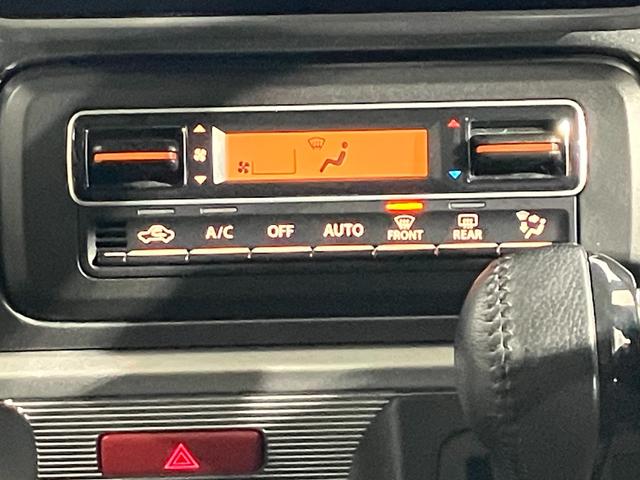 A/C OFF AUTO FRONT REAR